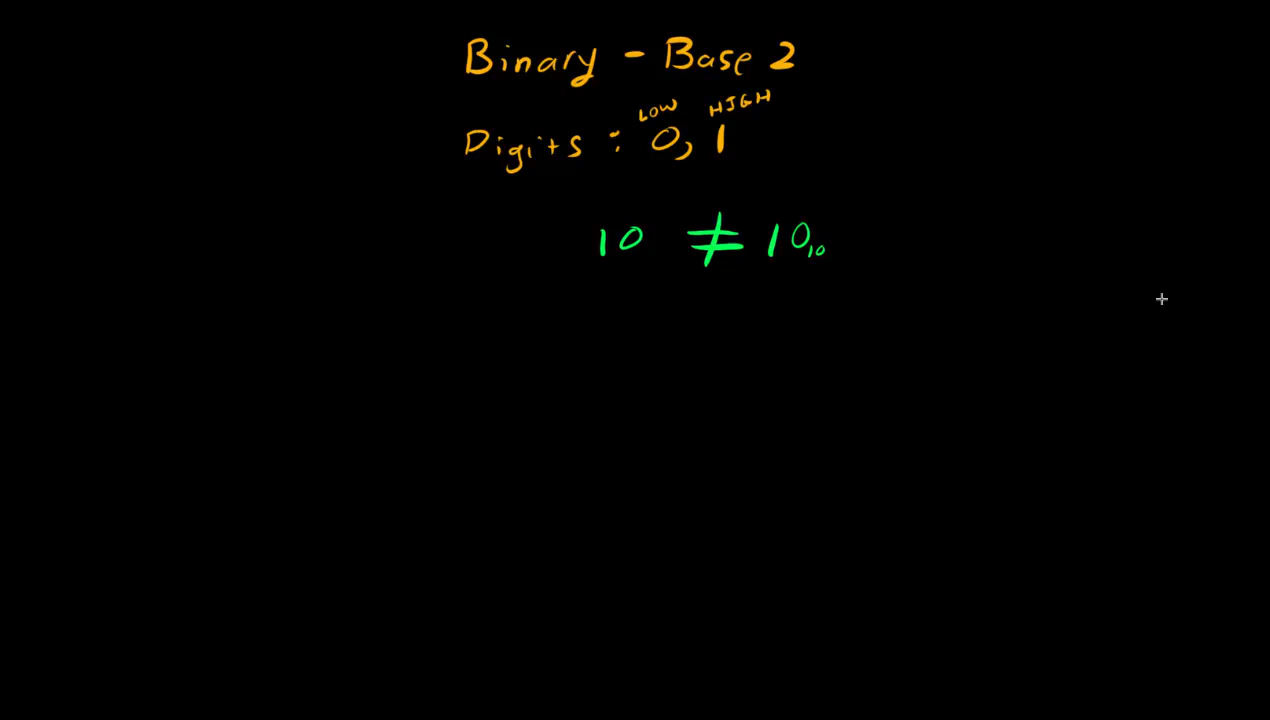 Binary - Base 2
LOW HIGH
Digits : 0, 1
10 ≠ 10₁₀